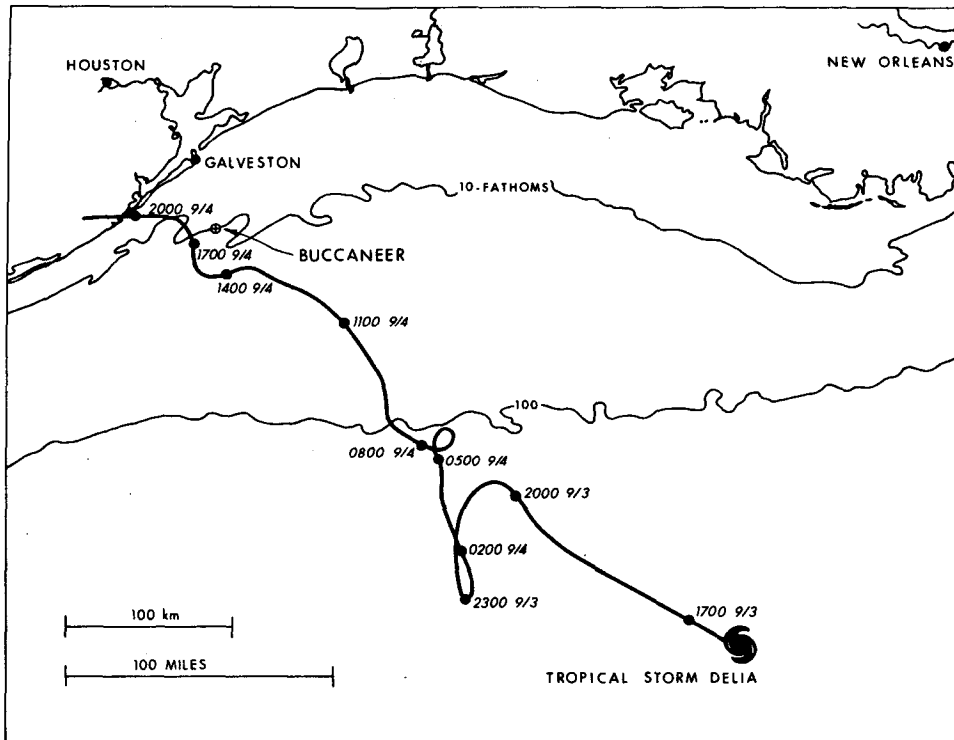 HOUSTON
NEW ORLEANS
GALVESTON
10-FATHOMS
2000 9/4
BUCCANEER
1700 9/4
1400 9/4
1100 9/4
100
0800 9/4
0500 9/4
2000 9/3
0200 9/4
2300 9/3
100 km
1700 9/3
100 MILES
TROPICAL STORM DELIA